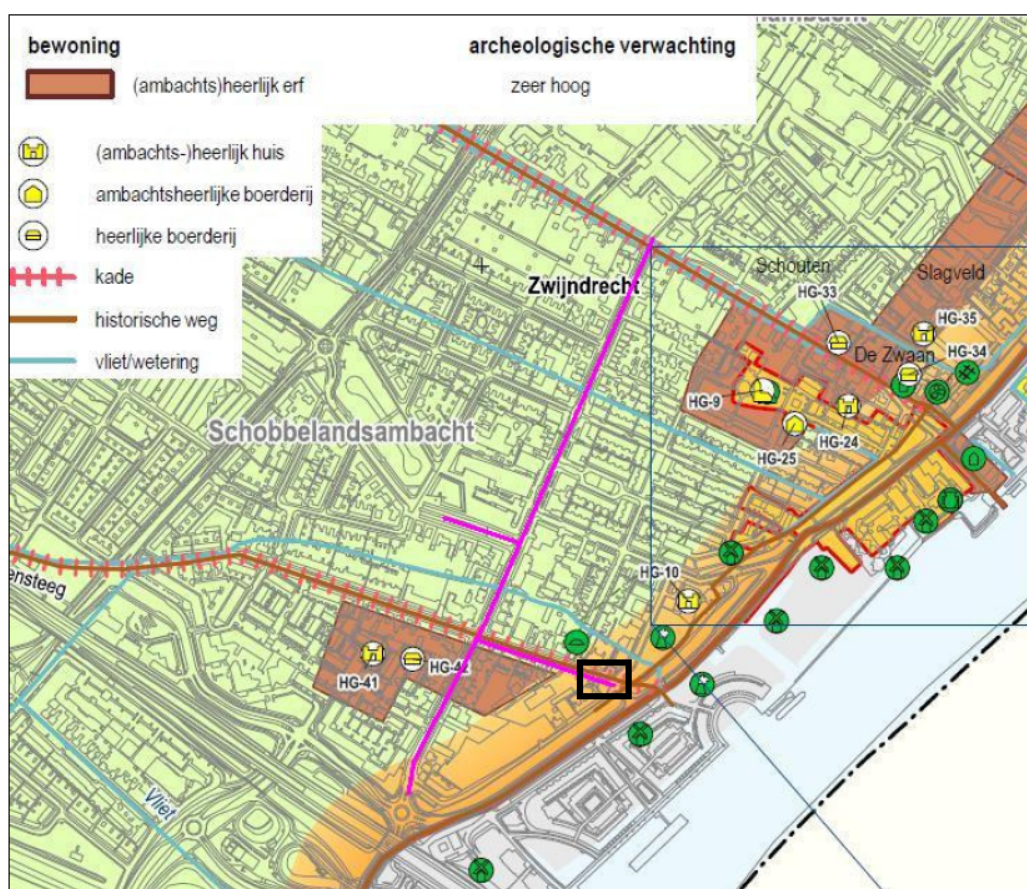 bewoning
archeologische verwachting
(ambachts)heerlijk erf
zeer hoog
(ambachts-)heerlijk huis
ambachtsheerlijke boerderij
heerlijke boerderij
kade
historische weg
vliet/wetering
Zwijndrecht
Schouten
HG-33
Slagveld
HG-35
De Zwaan
HG-34
HG-9
HG-24
HG-25
Schobbelandsambacht
HG-10
ensteeg
HG-41
HG-42
Vliet